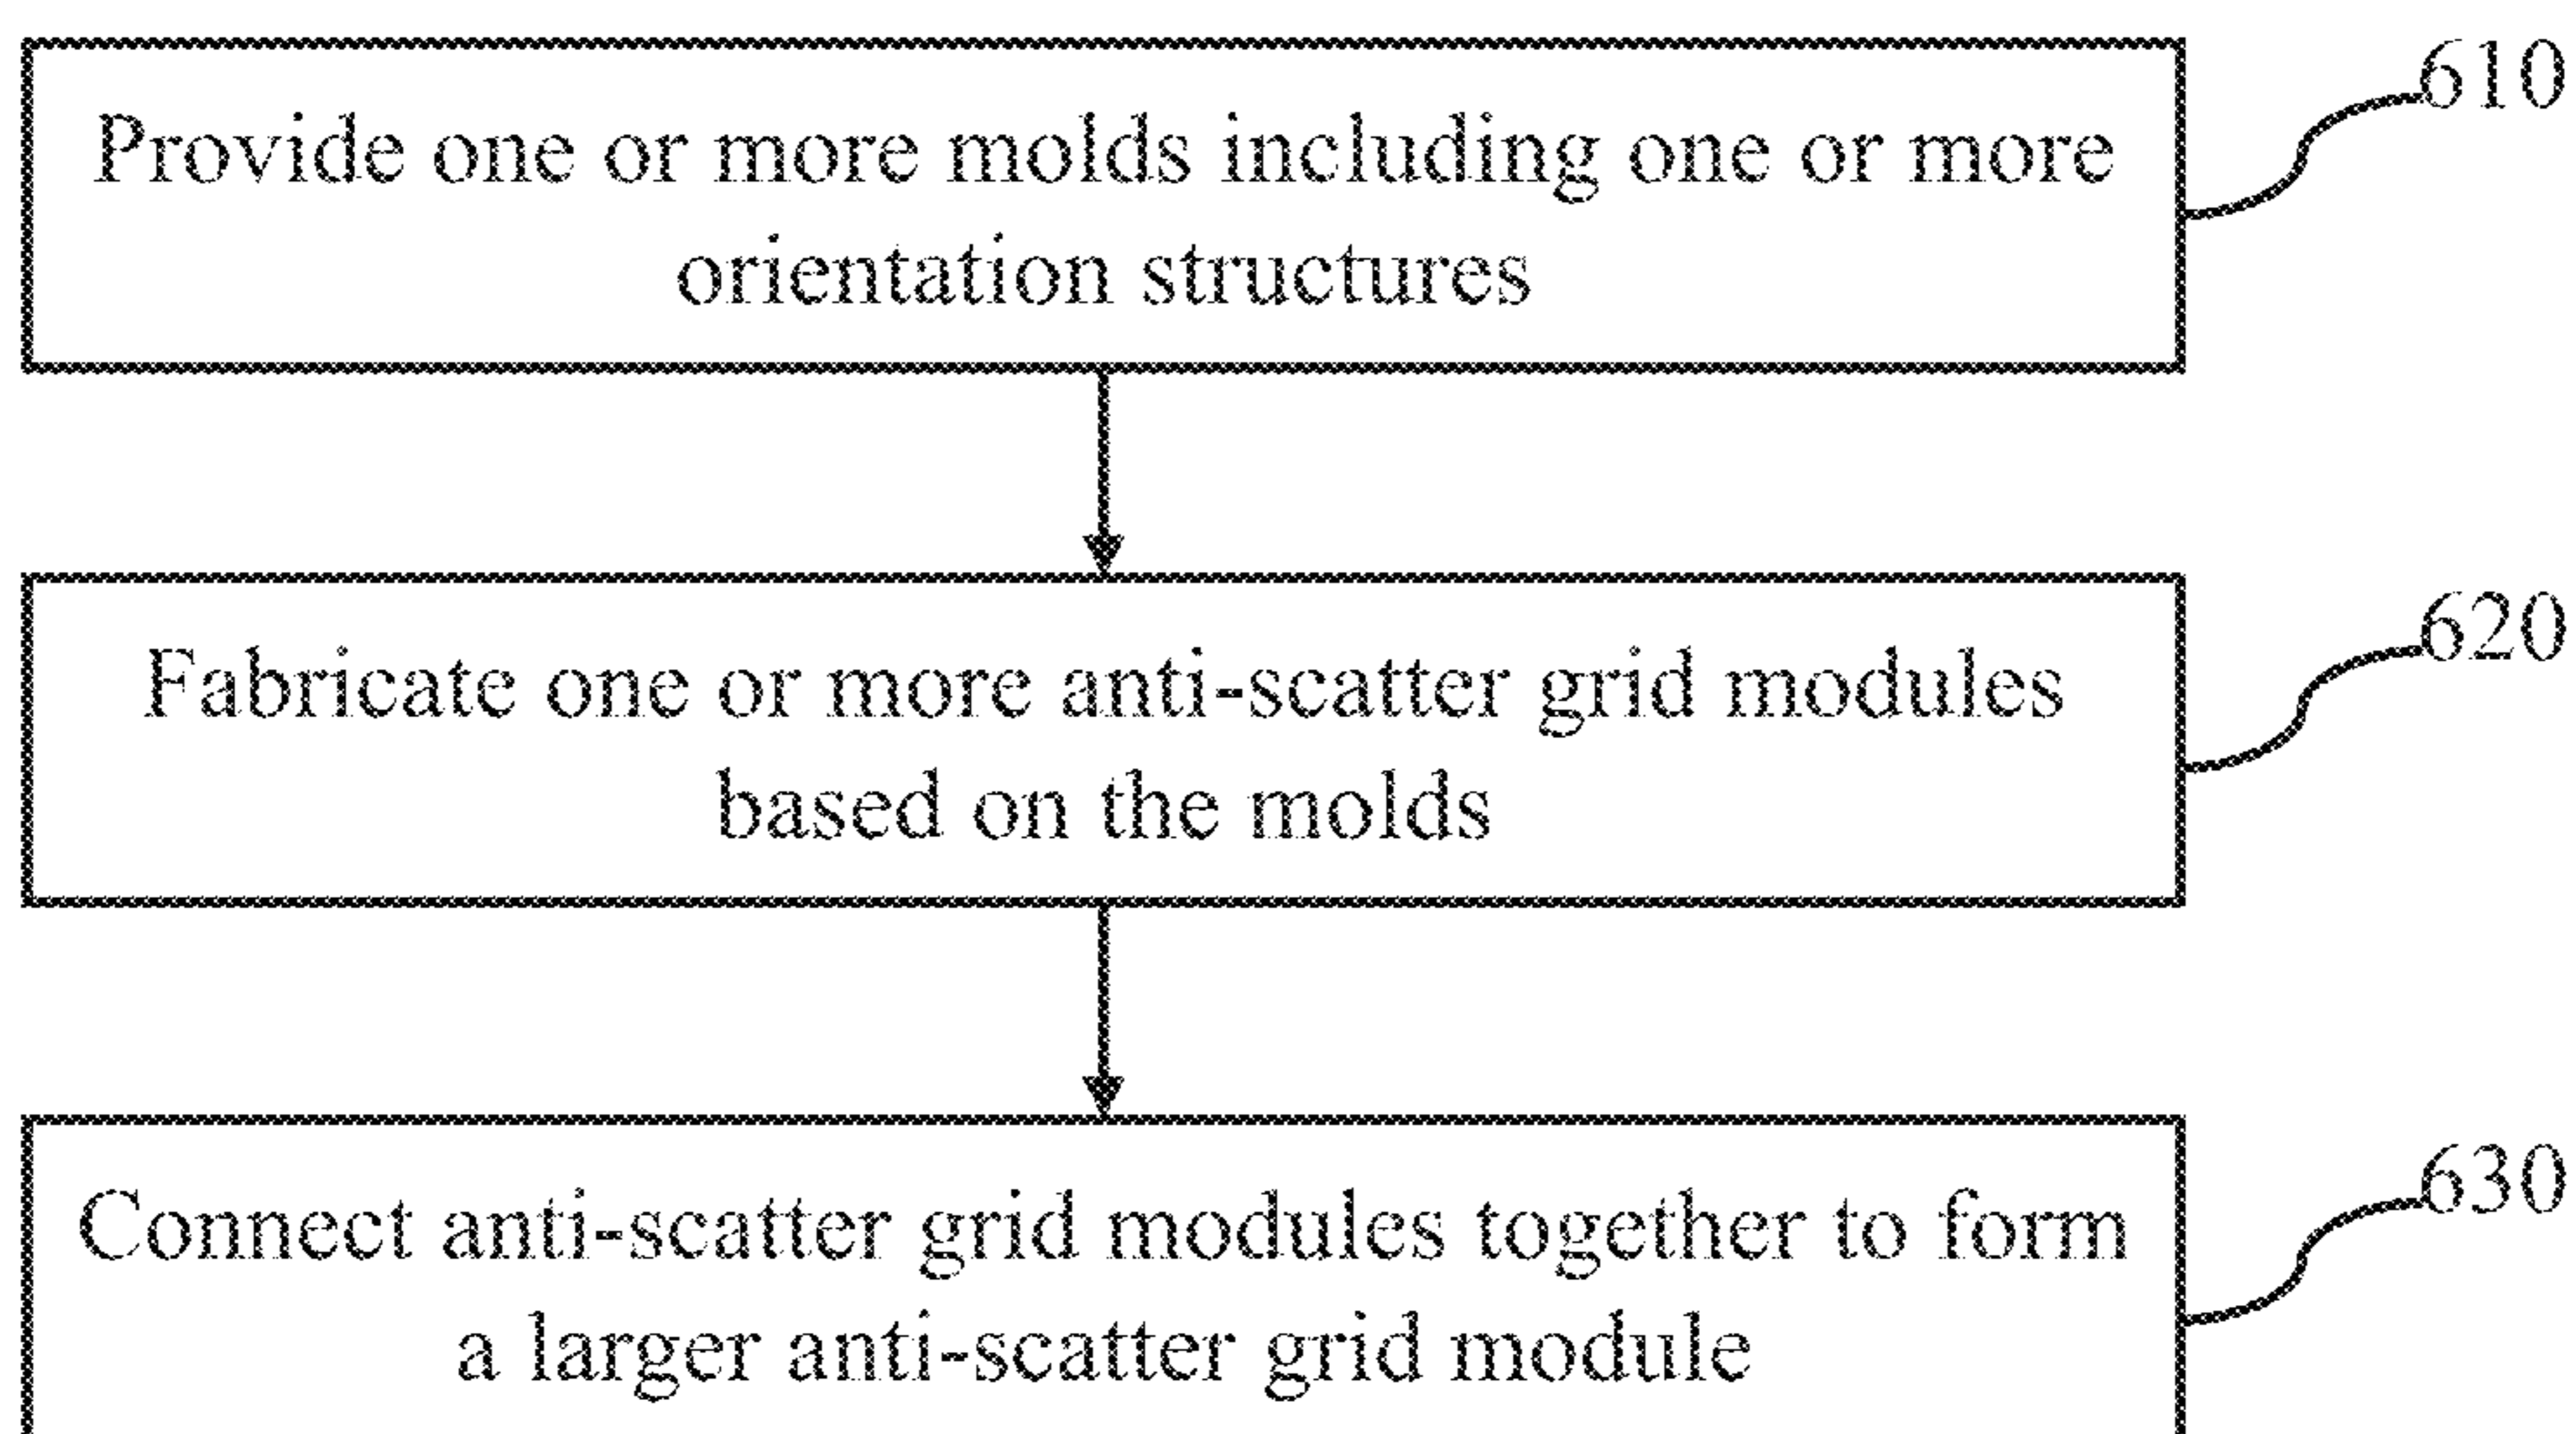 Provide one or more molds including one or more
orientation structures
610
Fabricate one or more anti-scatter grid modules
based on the molds
620
Connect anti-scatter grid modules together to form
a larger anti-scatter grid module
630